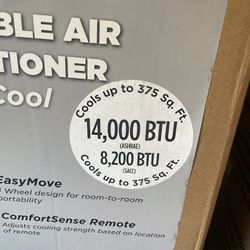 BLE AIR
TIONER
Cool
Cools up to 375 Sq. Ft.
14,000 BTU
(ASHRAE)
8,200 BTU
(SACC)
Cools up to 375 Sq. Ft.
EasyMove
Wheel design for room-to-room
portability
ComfortSense Remote
Adjusts cooling strength based on location
of remote